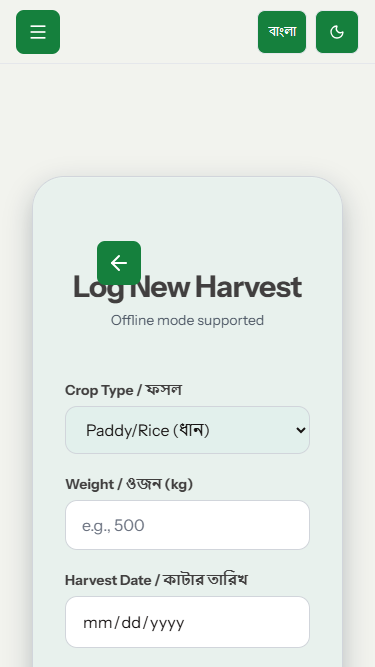 বাংলা
Log New Harvest
Offline mode supported
Crop Type / ফসল
Paddy/Rice (ধান)
Weight / ওজন (kg)
e.g., 500
Harvest Date / কাটার তারিখ
mm/dd/yyyy